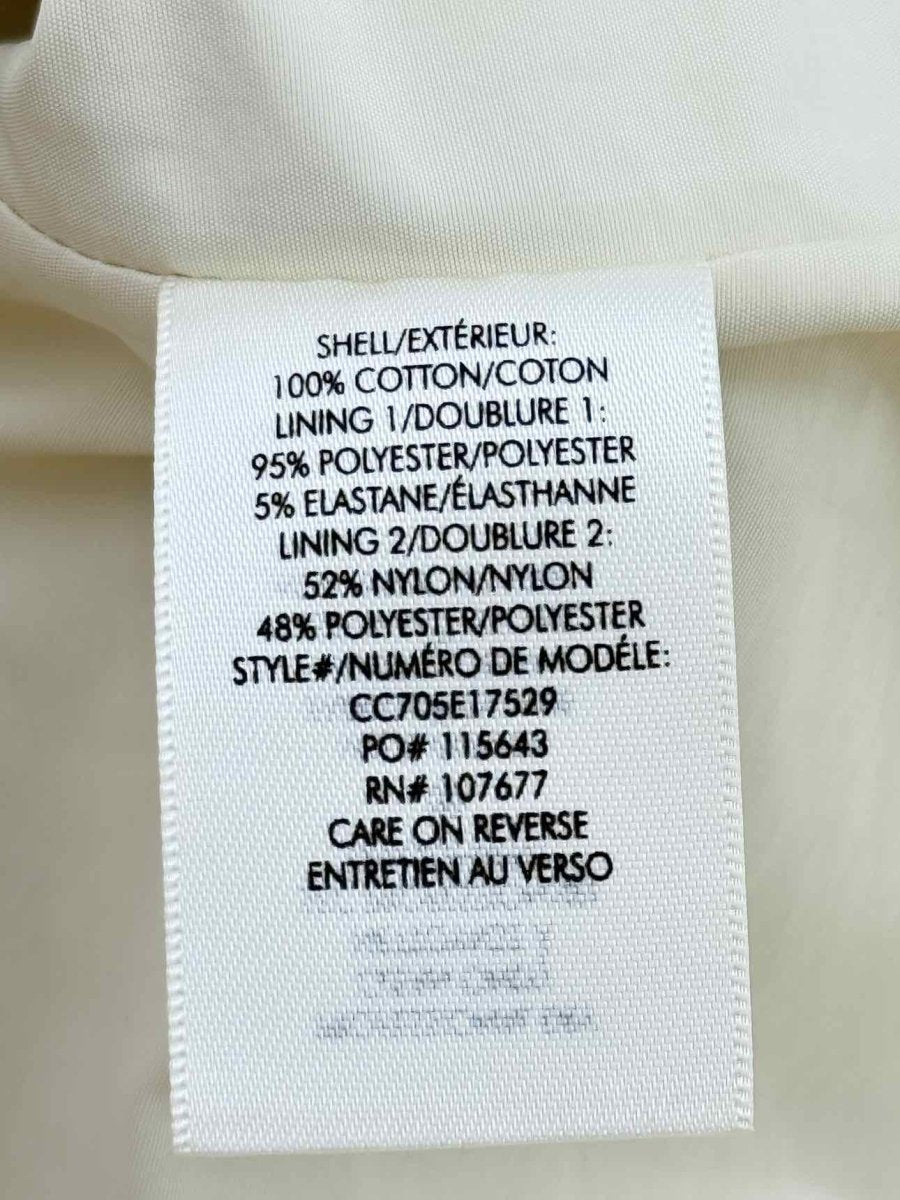 SHELL/EXTÉRIEUR:
100% COTTON/COTON
LINING 1/DOUBLURE 1:
95% POLYESTER/POLYESTER
5% ELASTANE/ÉLASTHANNE
LINING 2/DOUBLURE 2:
52% NYLON/NYLON
48% POLYESTER/POLYESTER
STYLE#/NUMÉRO DE MODÉLE:
CC705E17529
PO# 115643
RN# 107677
CARE ON REVERSE
ENTRETIEN AU VERSO